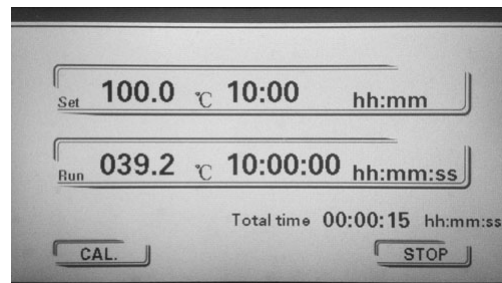 Set 100.0 °C 10:00 hh:mm
Run 039.2 °C 10:00:00 hh:mm:ss
Total time 00:00:15 hh:mm:ss
CAL. STOP